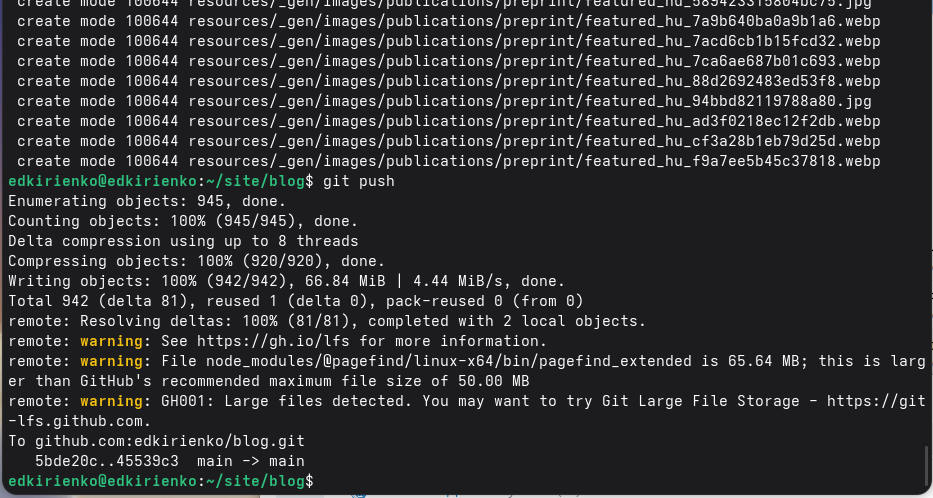 create mode 100644 resources/_gen/images/publications/preprint/featured_hu_589423315804bc75.jpg
create mode 100644 resources/_gen/images/publications/preprint/featured_hu_7a9b640ba0a9b1a6.webp
create mode 100644 resources/_gen/images/publications/preprint/featured_hu_7acd6cb1b15fcd32.webp
create mode 100644 resources/_gen/images/publications/preprint/featured_hu_7ca6ae687b01c693.webp
create mode 100644 resources/_gen/images/publications/preprint/featured_hu_88d2692483ed53f8.webp
create mode 100644 resources/_gen/images/publications/preprint/featured_hu_94bbd82119788a80.jpg
create mode 100644 resources/_gen/images/publications/preprint/featured_hu_ad3f0218ec12f2db.webp
create mode 100644 resources/_gen/images/publications/preprint/featured_hu_cf3a28b1eb79d25d.webp
create mode 100644 resources/_gen/images/publications/preprint/featured_hu_f9a7ee5b45c37818.webp
edkirienko@edkirienko:~/site/blog$ git push
Enumerating objects: 945, done.
Counting objects: 100% (945/945), done.
Delta compression using up to 8 threads
Compressing objects: 100% (920/920), done.
Writing objects: 100% (942/942), 66.84 MiB | 4.44 MiB/s, done.
Total 942 (delta 81), reused 1 (delta 0), pack-reused 0 (from 0)
remote: Resolving deltas: 100% (81/81), completed with 2 local objects.
remote: warning: See https://gh.io/lfs for more information.
remote: warning: File node_modules/@pagefind/linux-x64/bin/pagefind_extended is 65.64 MB; this is larg
er than GitHub's recommended maximum file size of 50.00 MB
remote: warning: GH001: Large files detected. You may want to try Git Large File Storage - https://git
-lfs.github.com.
To github.com:edkirienko/blog.git
5bde20c..45539c3  main -> main
edkirienko@edkirienko:~/site/blog$